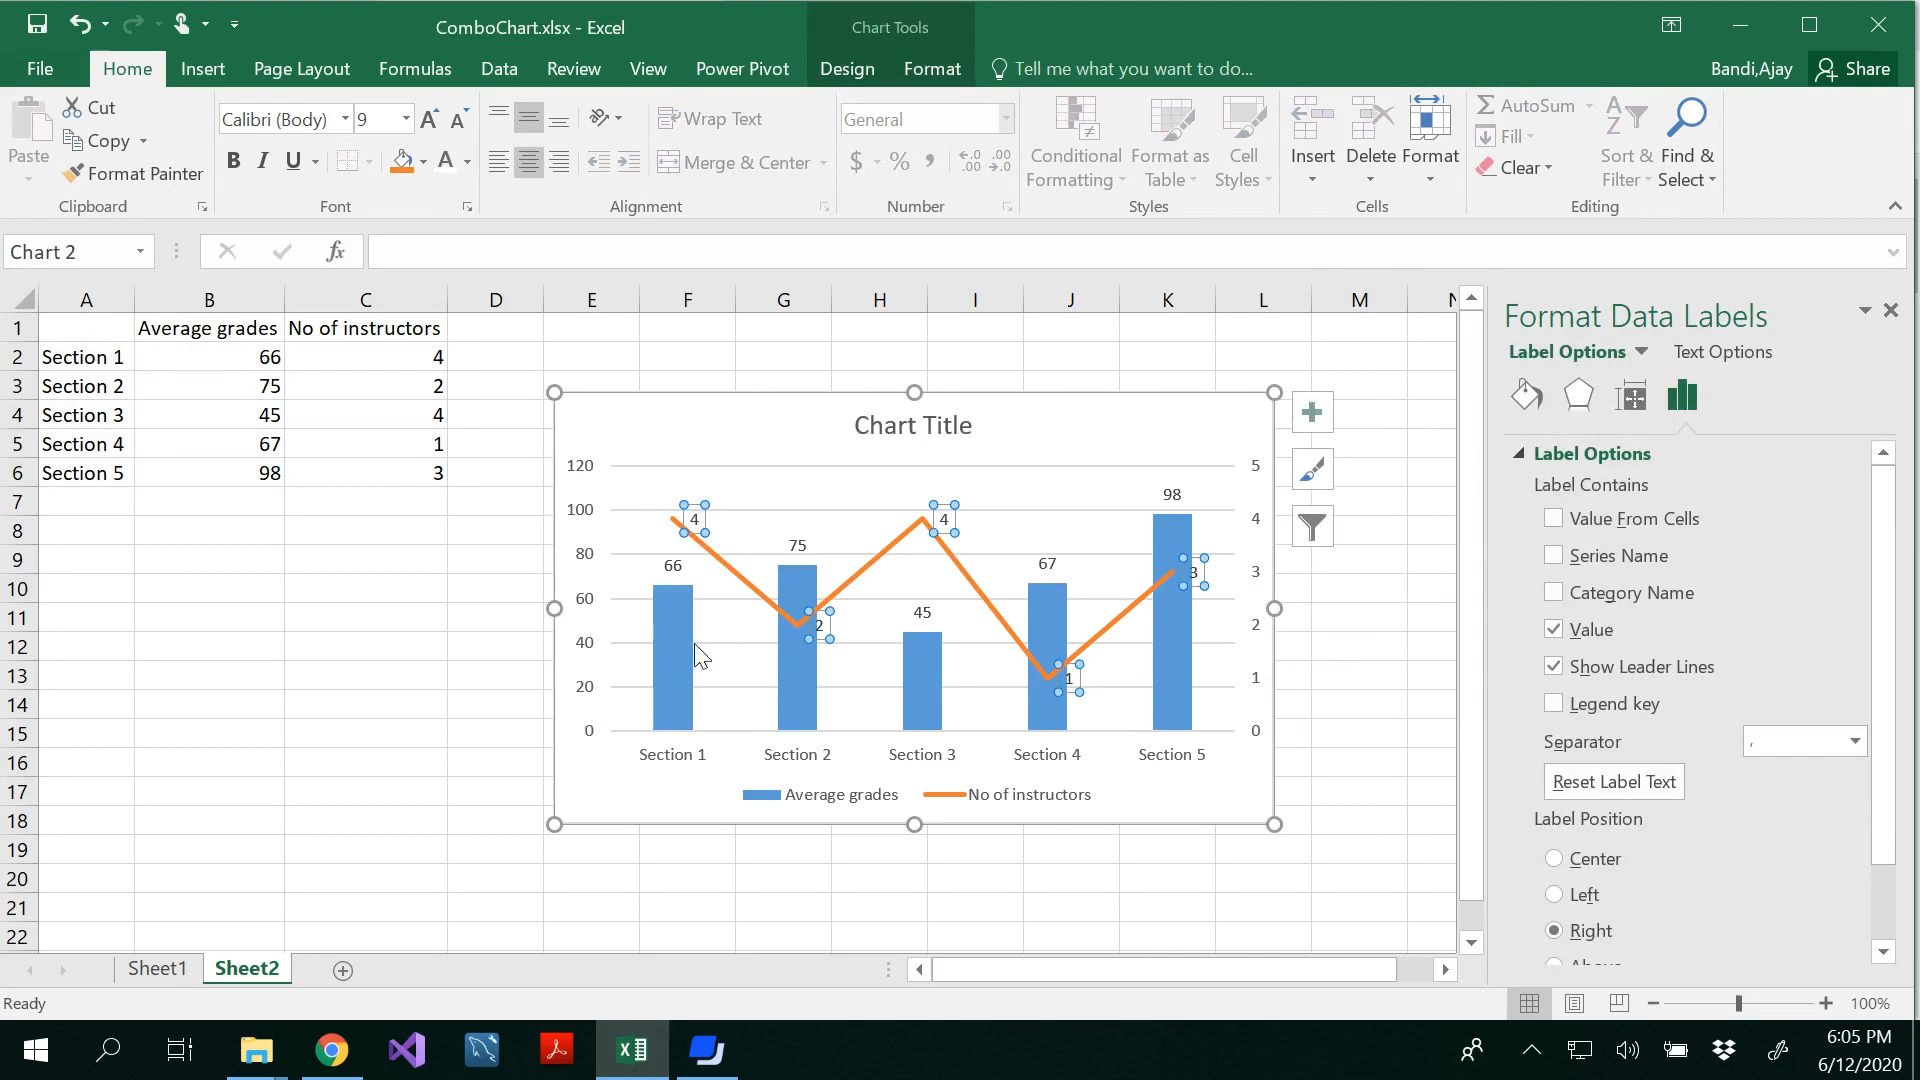 ComboChart.xlsx - Excel
Chart Tools
File Home Insert Page Layout Formulas Data Review View Power Pivot Design Format Tell me what you want to do... Bandi,Ajay Share
Paste
Cut
Copy
Format Painter
Clipboard
Calibri (Body) 9
B I U A
Font
Wrap Text
Merge & Center
Alignment
General
$ % , .00
Number
Conditional Formatting
Format as Table
Cell Styles
Styles
Insert Delete Format
Cells
AutoSum
Fill
Clear
Sort & Filter
Find & Select
Editing
Chart 2 fx
A B C D E F G H I J K L M N
1 Average grades No of instructors
2 Section 1 66 4
3 Section 2 75 2
4 Section 3 45 4
5 Section 4 67 1
6 Section 5 98 3
7
8
9
10
11
12
13
14
15
16
17
18
19
20
21
22
Chart Title
120 5
100 4
80 3
60 2
40 1
20 0
0
66 75 45 67 98
4 2 4 1 3
Section 1 Section 2 Section 3 Section 4 Section 5
Average grades No of instructors
Format Data Labels
Label Options Text Options
Label Options
Label Contains
Value From Cells
Series Name
Category Name
Value
Show Leader Lines
Legend key
Separator ,
Reset Label Text
Label Position
Center
Left
Right
Above
Sheet1 Sheet2
Ready 100%
6:05 PM
6/12/2020